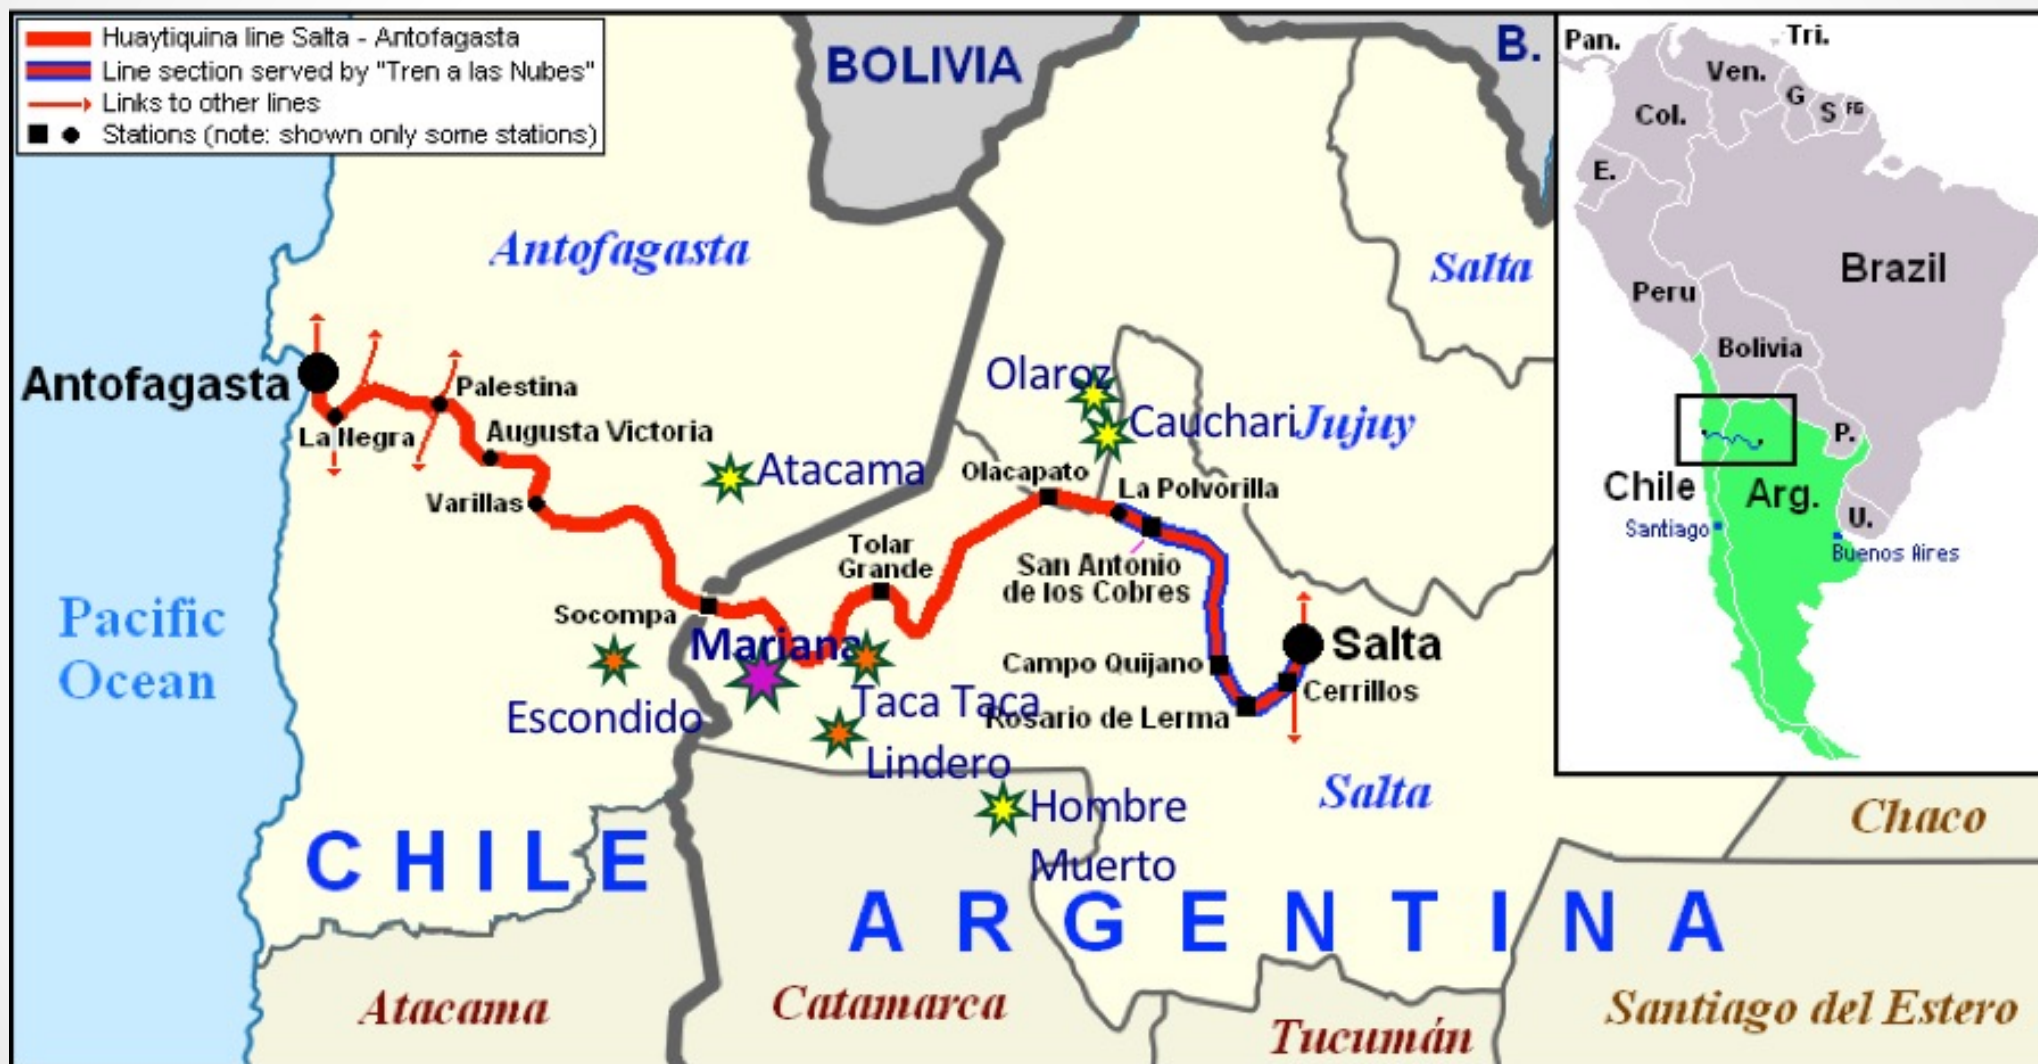 Huaytiquina line Salta - Antofagasta
Line section served by "Tren a las Nubes"
Links to other lines
Stations (note: shown only some stations)
BOLIVIA
B.
Antofagasta
Salta
Antofagasta
La Negra
Palestina
Augusta Victoria
Varillas
Atacama
Olaroz
Cauchari
Jujuy
Olacapato
La Polvorilla
San Antonio
de los Cobres
Tolar
Grande
Socompa
Mariana
Escondido
Taca Taca
Lindero
Campo Quijano
Rosario de Lerma
Salta
Cerrillos
Pacific
Ocean
Hombre
Muerto
Salta
Chaco
CHILE
ARGENTINA
Atacama
Catamarca
Tucumán
Santiago del Estero
Pan.
Tri.
Ven.
G
S
FG
Col.
E.
Brazil
Peru
Bolivia
P.
Chile
Arg.
U.
Santiago
Buenos Aires